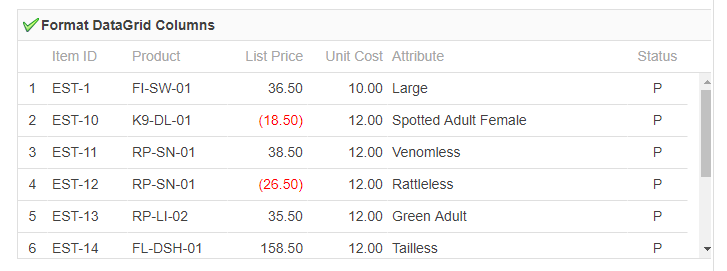 Format DataGrid Columns
Item ID Product List Price Unit Cost Attribute Status
1 EST-1 FI-SW-01 36.50 10.00 Large P
2 EST-10 K9-DL-01 (18.50) 12.00 Spotted Adult Female P
3 EST-11 RP-SN-01 38.50 12.00 Venomless P
4 EST-12 RP-SN-01 (26.50) 12.00 Rattleless P
5 EST-13 RP-LI-02 35.50 12.00 Green Adult P
6 EST-14 FL-DSH-01 158.50 12.00 Tailless P